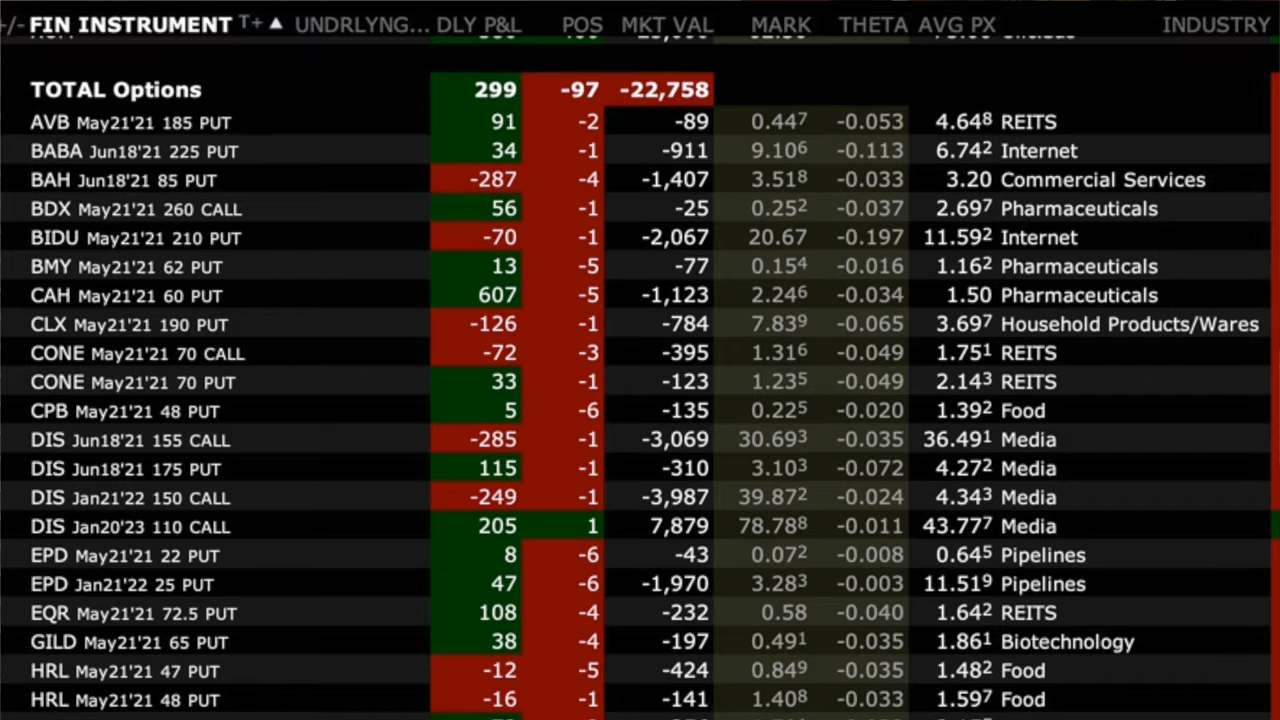 +/- FIN INSTRUMENT T+ ▲ UNDRLYNG... DLY P&L POS MKT VAL MARK THETA AVG PX INDUSTRY
TOTAL Options 299 -97 -22,758
AVB May21'21 185 PUT 91 -2 -89 0.447 -0.053 4.648 REITS
BABA Jun18'21 225 PUT 34 -1 -911 9.106 -0.113 6.742 Internet
BAH Jun18'21 85 PUT -287 -4 -1,407 3.518 -0.033 3.20 Commercial Services
BDX May21'21 260 CALL 56 -1 -25 0.252 -0.037 2.697 Pharmaceuticals
BIDU May21'21 210 PUT -70 -1 -2,067 20.67 -0.197 11.592 Internet
BMY May21'21 62 PUT 13 -5 -77 0.154 -0.016 1.162 Pharmaceuticals
CAH May21'21 60 PUT 607 -5 -1,123 2.246 -0.034 1.50 Pharmaceuticals
CLX May21'21 190 PUT -126 -1 -784 7.839 -0.065 3.697 Household Products/Wares
CONE May21'21 70 CALL -72 -3 -395 1.316 -0.049 1.751 REITS
CONE May21'21 70 PUT 33 -1 -123 1.235 -0.049 2.143 REITS
CPB May21'21 48 PUT 5 -6 -135 0.225 -0.020 1.392 Food
DIS Jun18'21 155 CALL -285 -1 -3,069 30.693 -0.035 36.491 Media
DIS Jun18'21 175 PUT 115 -1 -310 3.103 -0.072 4.272 Media
DIS Jan21'22 150 CALL -249 -1 -3,987 39.872 -0.024 4.343 Media
DIS Jan20'23 110 CALL 205 1 7,879 78.788 -0.011 43.777 Media
EPD May21'21 22 PUT 8 -6 -43 0.072 -0.008 0.645 Pipelines
EPD Jan21'22 25 PUT 47 -6 -1,970 3.283 -0.003 11.519 Pipelines
EQR May21'21 72.5 PUT 108 -4 -232 0.58 -0.040 1.642 REITS
GILD May21'21 65 PUT 38 -4 -197 0.491 -0.035 1.861 Biotechnology
HRL May21'21 47 PUT -12 -5 -424 0.849 -0.034 1.482 Food
HRL May21'21 48 PUT -16 -1 -141 1.408 -0.033 1.597 Food